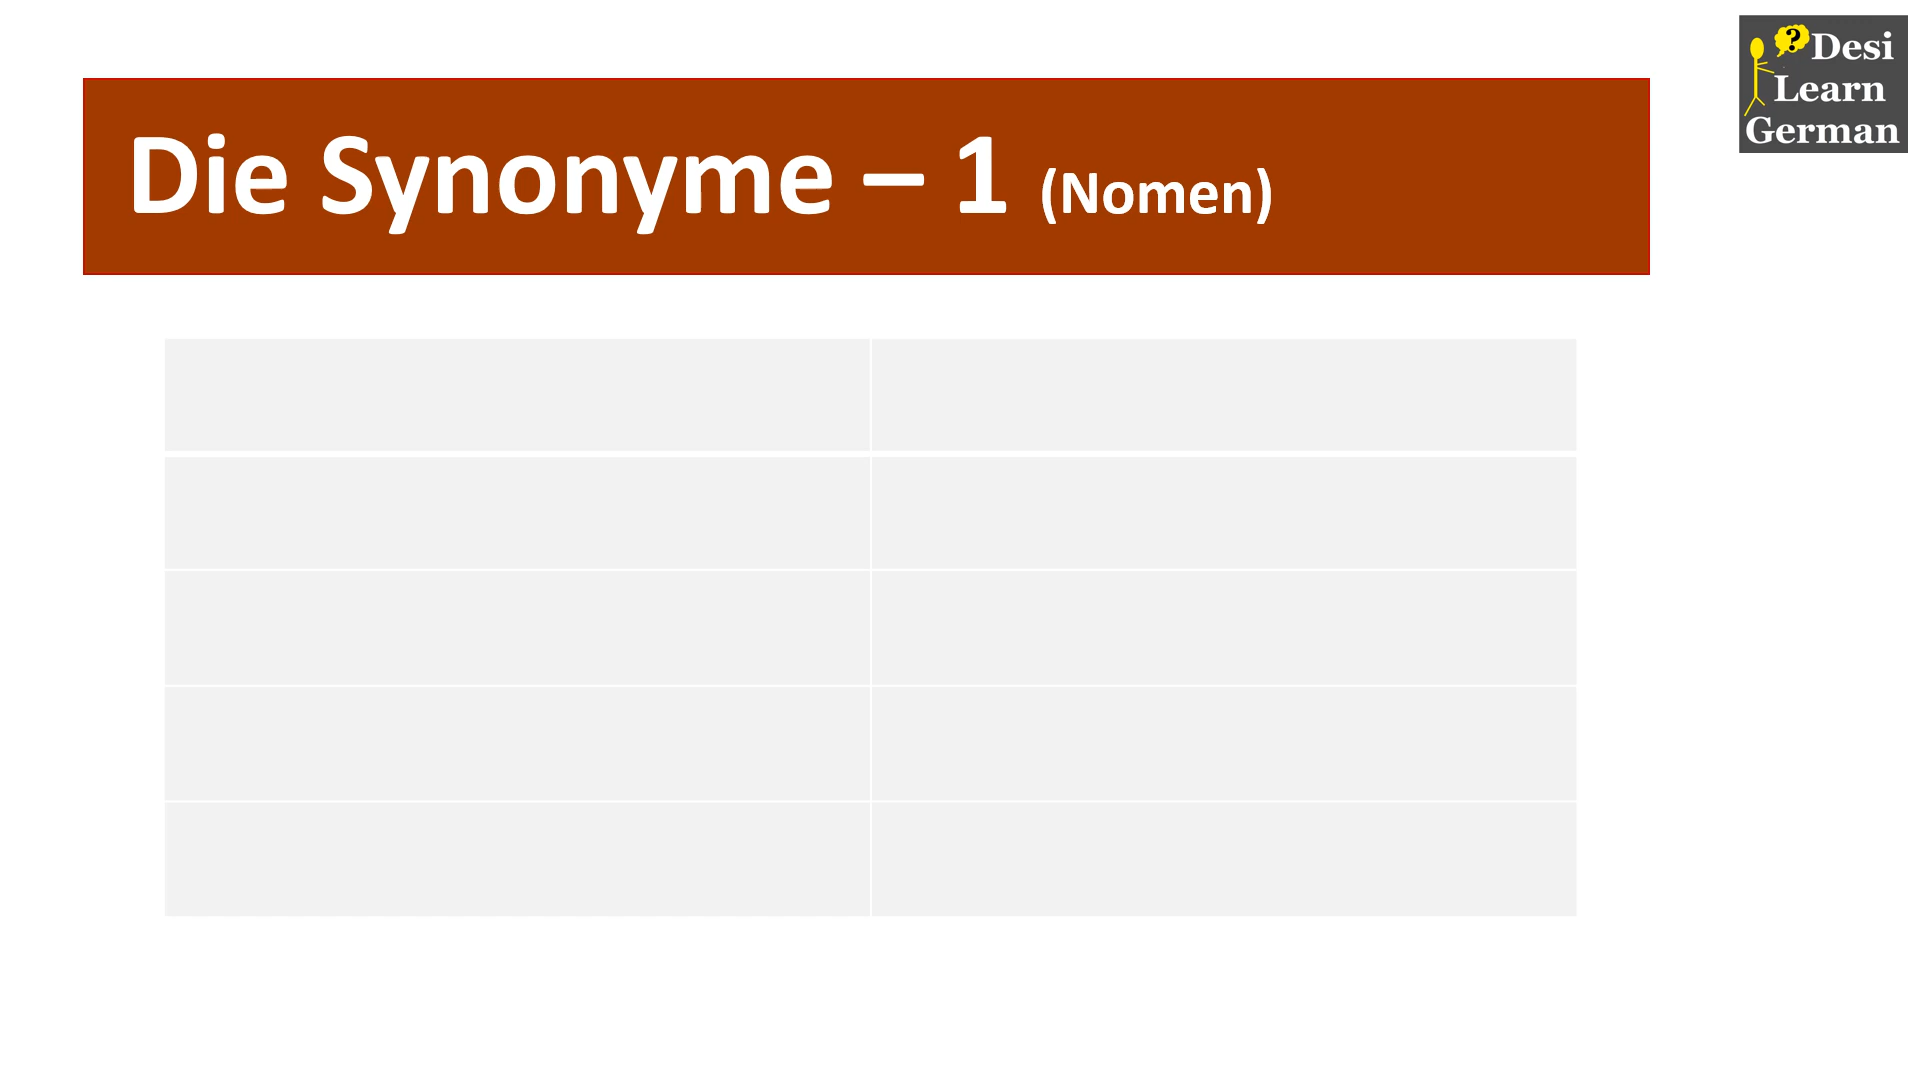 Die Synonyme – 1 (Nomen)
? Desi
Learn
German